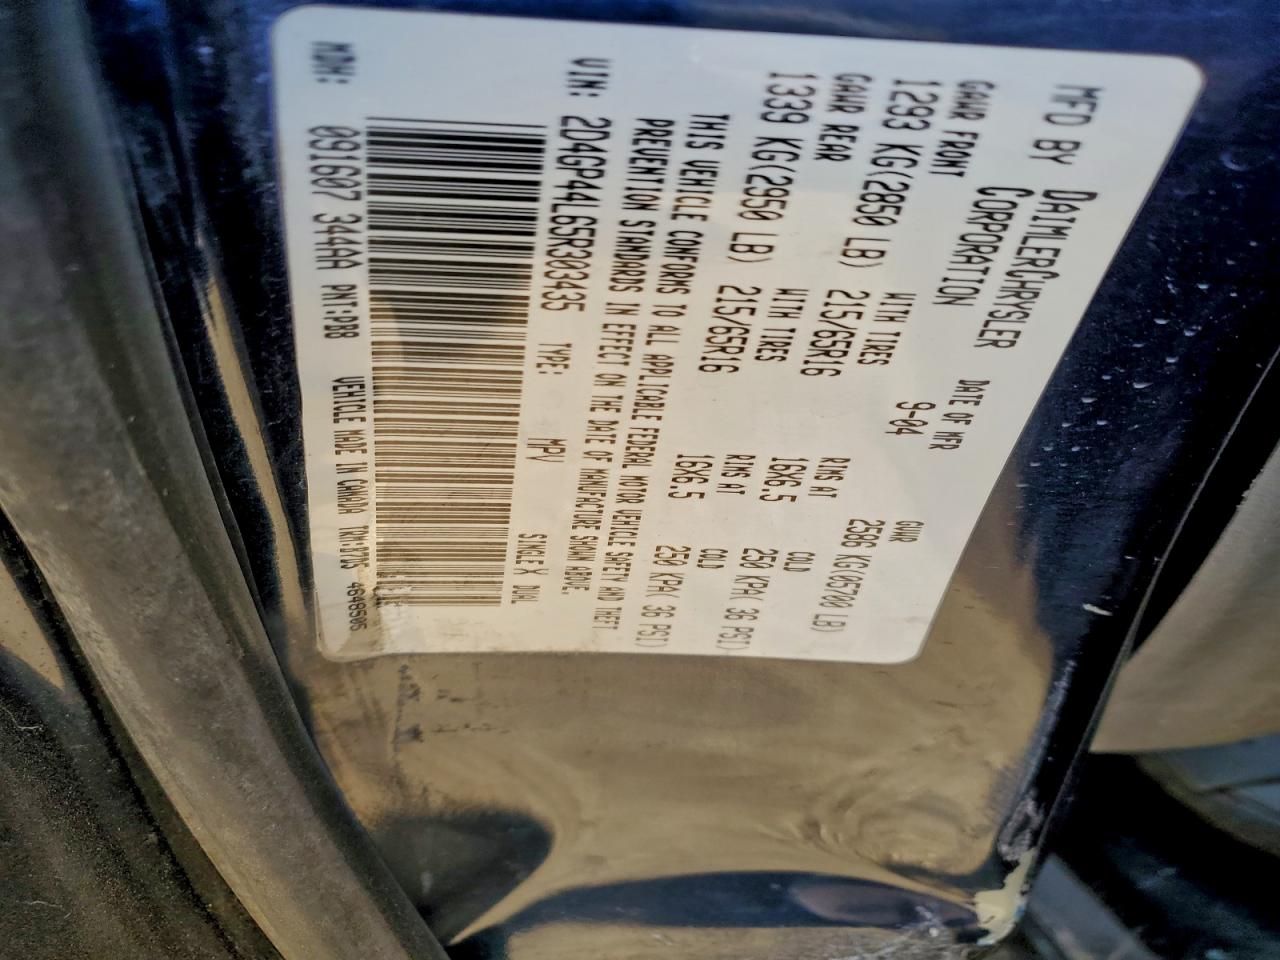 MFD BY DAIMLERCHRYSLER CORPORATION
DATE OF MFR 9-04
GVWR 2586 KG(05700 LB)
GAWR FRONT WITH TIRES RIMS AT COLD
1293 KG(2850 LB) 215/65R16 16X6.5 250 KPA( 36 PSI)
GAWR REAR WITH TIRES RIMS AT COLD
1339 KG(2950 LB) 215/65R16 16X6.5 250 KPA( 36 PSI)
THIS VEHICLE CONFORMS TO ALL APPLICABLE FEDERAL MOTOR VEHICLE SAFETY AND THEFT
PREVENTION STANDARDS IN EFFECT ON THE DATE OF MANUFACTURE SHOWN ABOVE.
VIN: 2D4GP44L65R303435 TYPE: MPV SINGLE X DUAL
MDH: 091607 344AA PNT:PB8 VEHICLE MADE IN CANADA 4648505